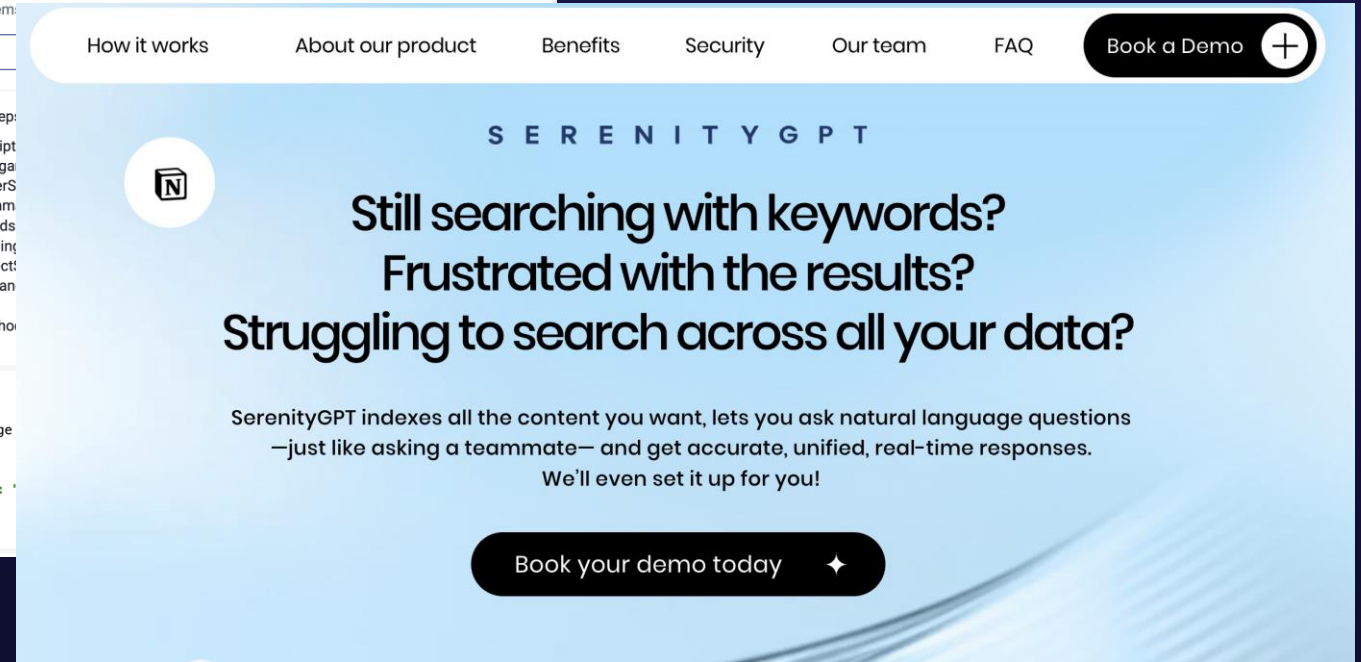 How it works
About our product
Benefits
Security
Our team
FAQ
Book a Demo
SERENITYGPT
N
Still searching with keywords?
Frustrated with the results?
Struggling to search across all your data?
SerenityGPT indexes all the content you want, lets you ask natural language questions
—just like asking a teammate— and get accurate, unified, real-time responses.
We'll even set it up for you!
Book your demo today